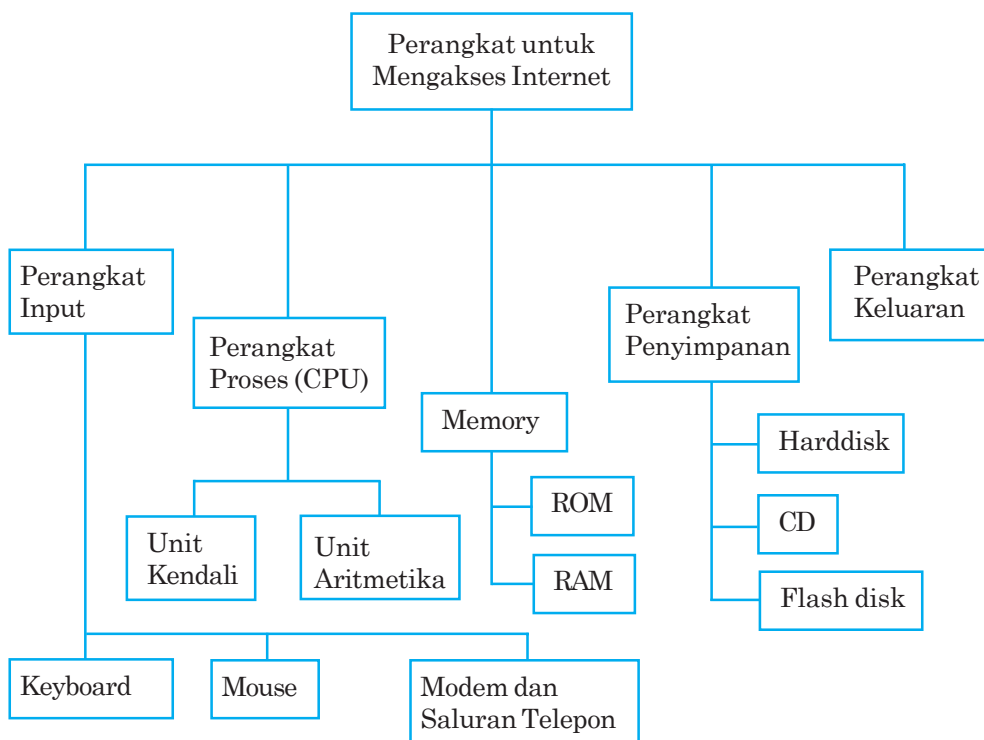 Perangkat untuk
Mengakses Internet
Perangkat
Input
Perangkat
Proses (CPU)
Unit
Kendali
Unit
Aritmetika
Memory
ROM
RAM
Perangkat
Penyimpanan
Harddisk
CD
Flash disk
Perangkat
Keluaran
Keyboard
Mouse
Modem dan
Saluran Telepon